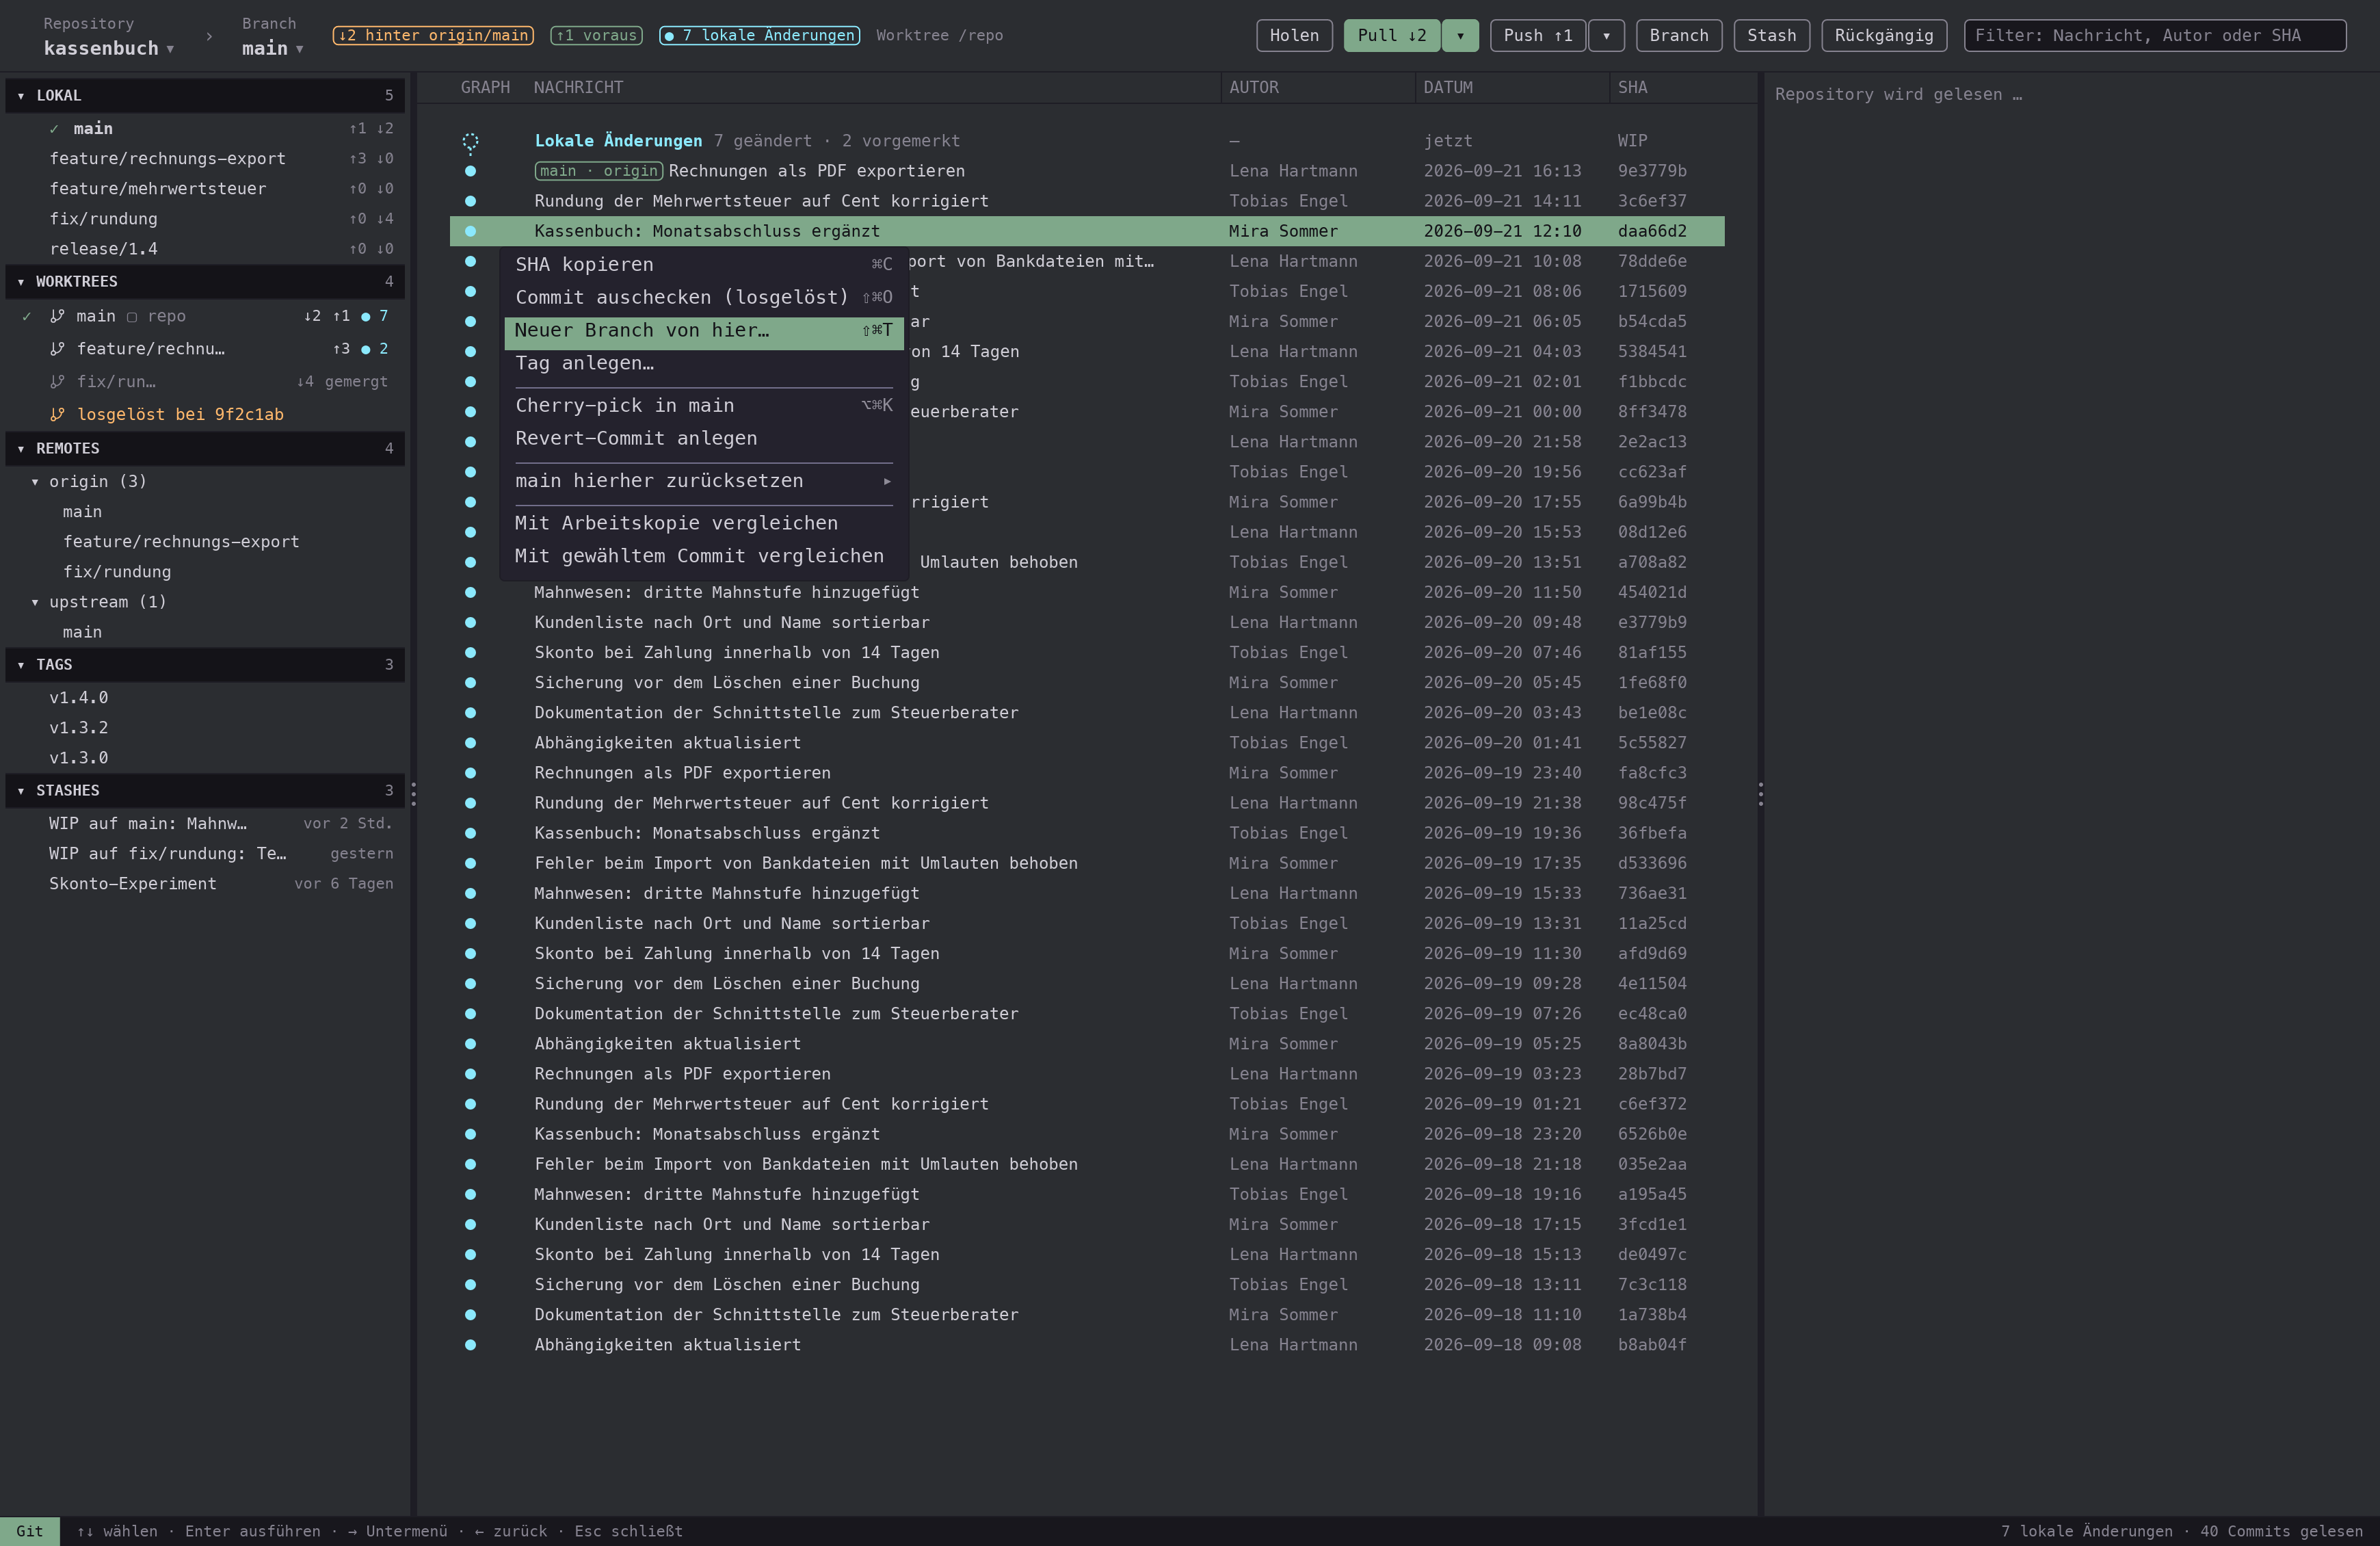 Repository Branch
kassenbuch ▾ › main ▾ ↓2 hinter origin/main ↑1 voraus ● 7 lokale Änderungen Worktree /repo Holen Pull ↓2 ▾ Push ↑1 ▾ Branch Stash Rückgängig Filter: Nachricht, Autor oder SHA
▾ LOKAL 5
✓ main ↑1 ↓2
feature/rechnungs-export ↑3 ↓0
feature/mehrwertsteuer ↑0 ↓0
fix/rundung ↑0 ↓4
release/1.4 ↑0 ↓0
▾ WORKTREES 4
✓ main ▢ repo ↓2 ↑1 ● 7
feature/rechnu… ↑3 ● 2
fix/run… ↓4 gemergt
losgelöst bei 9f2c1ab
▾ REMOTES 4
▾ origin (3)
main
feature/rechnungs-export
fix/rundung
▾ upstream (1)
main
▾ TAGS 3
v1.4.0
v1.3.2
v1.3.0
▾ STASHES 3
WIP auf main: Mahnw… vor 2 Std.
WIP auf fix/rundung: Te… gestern
Skonto-Experiment vor 6 Tagen
GRAPH NACHRICHT AUTOR DATUM SHA
Lokale Änderungen 7 geändert · 2 vorgemerkt — jetzt WIP
main · origin Rechnungen als PDF exportieren Lena Hartmann 2026-09-21 16:13 9e3779b
Rundung der Mehrwertsteuer auf Cent korrigiert Tobias Engel 2026-09-21 14:11 3c6ef37
Kassenbuch: Monatsabschluss ergänzt Mira Sommer 2026-09-21 12:10 daa66d2
port von Bankdateien mit… Lena Hartmann 2026-09-21 10:08 78dde6e
t Tobias Engel 2026-09-21 08:06 1715609
ar Mira Sommer 2026-09-21 06:05 b54cda5
on 14 Tagen Lena Hartmann 2026-09-21 04:03 5384541
g Tobias Engel 2026-09-21 02:01 f1bbcdc
euerberater Mira Sommer 2026-09-21 00:00 8ff3478
Lena Hartmann 2026-09-20 21:58 2e2ac13
Tobias Engel 2026-09-20 19:56 cc623af
rrigiert Mira Sommer 2026-09-20 17:55 6a99b4b
Lena Hartmann 2026-09-20 15:53 08d12e6
Umlauten behoben Tobias Engel 2026-09-20 13:51 a708a82
SHA kopieren ⌘C
Commit auschecken (losgelöst) ⇧⌘O
Neuer Branch von hier… ⇧⌘T
Tag anlegen…
Cherry-pick in main ⌥⌘K
Revert-Commit anlegen
main hierher zurücksetzen ▸
Mit Arbeitskopie vergleichen
Mit gewähltem Commit vergleichen
Mahnwesen: dritte Mahnstufe hinzugefügt Mira Sommer 2026-09-20 11:50 454021d
Kundenliste nach Ort und Name sortierbar Lena Hartmann 2026-09-20 09:48 e3779b9
Skonto bei Zahlung innerhalb von 14 Tagen Tobias Engel 2026-09-20 07:46 81af155
Sicherung vor dem Löschen einer Buchung Mira Sommer 2026-09-20 05:45 1fe68f0
Dokumentation der Schnittstelle zum Steuerberater Lena Hartmann 2026-09-20 03:43 be1e08c
Abhängigkeiten aktualisiert Tobias Engel 2026-09-20 01:41 5c55827
Rechnungen als PDF exportieren Mira Sommer 2026-09-19 23:40 fa8cfc3
Rundung der Mehrwertsteuer auf Cent korrigiert Lena Hartmann 2026-09-19 21:38 98c475f
Kassenbuch: Monatsabschluss ergänzt Tobias Engel 2026-09-19 19:36 36fbefa
Fehler beim Import von Bankdateien mit Umlauten behoben Mira Sommer 2026-09-19 17:35 d533696
Mahnwesen: dritte Mahnstufe hinzugefügt Lena Hartmann 2026-09-19 15:33 736ae31
Kundenliste nach Ort und Name sortierbar Tobias Engel 2026-09-19 13:31 11a25cd
Skonto bei Zahlung innerhalb von 14 Tagen Mira Sommer 2026-09-19 11:30 afd9d69
Sicherung vor dem Löschen einer Buchung Lena Hartmann 2026-09-19 09:28 4e11504
Dokumentation der Schnittstelle zum Steuerberater Tobias Engel 2026-09-19 07:26 ec48ca0
Abhängigkeiten aktualisiert Mira Sommer 2026-09-19 05:25 8a8043b
Rechnungen als PDF exportieren Lena Hartmann 2026-09-19 03:23 28b7bd7
Rundung der Mehrwertsteuer auf Cent korrigiert Tobias Engel 2026-09-19 01:21 c6ef372
Kassenbuch: Monatsabschluss ergänzt Mira Sommer 2026-09-18 23:20 6526b0e
Fehler beim Import von Bankdateien mit Umlauten behoben Lena Hartmann 2026-09-18 21:18 035e2aa
Mahnwesen: dritte Mahnstufe hinzugefügt Tobias Engel 2026-09-18 19:16 a195a45
Kundenliste nach Ort und Name sortierbar Mira Sommer 2026-09-18 17:15 3fcd1e1
Skonto bei Zahlung innerhalb von 14 Tagen Lena Hartmann 2026-09-18 15:13 de0497c
Sicherung vor dem Löschen einer Buchung Tobias Engel 2026-09-18 13:11 7c3c118
Dokumentation der Schnittstelle zum Steuerberater Mira Sommer 2026-09-18 11:10 1a738b4
Abhängigkeiten aktualisiert Lena Hartmann 2026-09-18 09:08 b8ab04f
Repository wird gelesen …
Git ↑↓ wählen · Enter ausführen · → Untermenü · ← zurück · Esc schließt 7 lokale Änderungen · 40 Commits gelesen